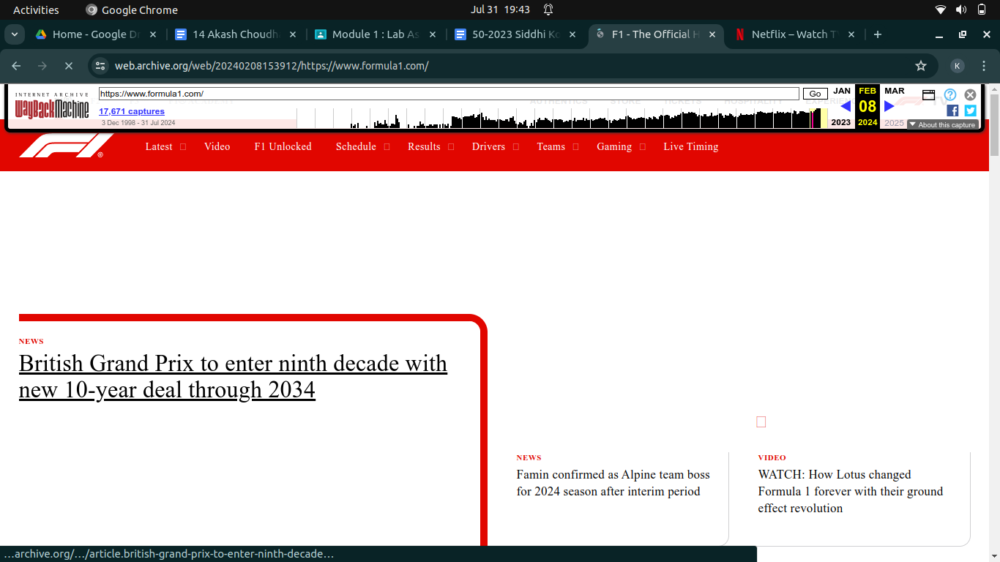 Activities
Google Chrome
Jul 31 19:43
Home - Google Dr
14 Akash Choudh
Module 1 : Lab As
50-2023 Siddhi Ko
F1 - The Official H
Netflix – Watch T
web.archive.org/web/20240208153912/https://www.formula1.com/
K
INTERNET ARCHIVE
WayBackMachine
https://www.formula1.com/
Go
JAN FEB MAR
17,671 captures
08
3 Dec 1998 - 31 Jul 2024
2023 2024 2025
About this capture
AUTHENTICS STORE TICKETS HOSPITALITY
Latest Video F1 Unlocked Schedule Results Drivers Teams Gaming Live Timing
NEWS
British Grand Prix to enter ninth decade with
new 10-year deal through 2034
NEWS
Famin confirmed as Alpine team boss
for 2024 season after interim period
VIDEO
WATCH: How Lotus changed
Formula 1 forever with their ground
effect revolution
…archive.org/…/article.british-grand-prix-to-enter-ninth-decade…